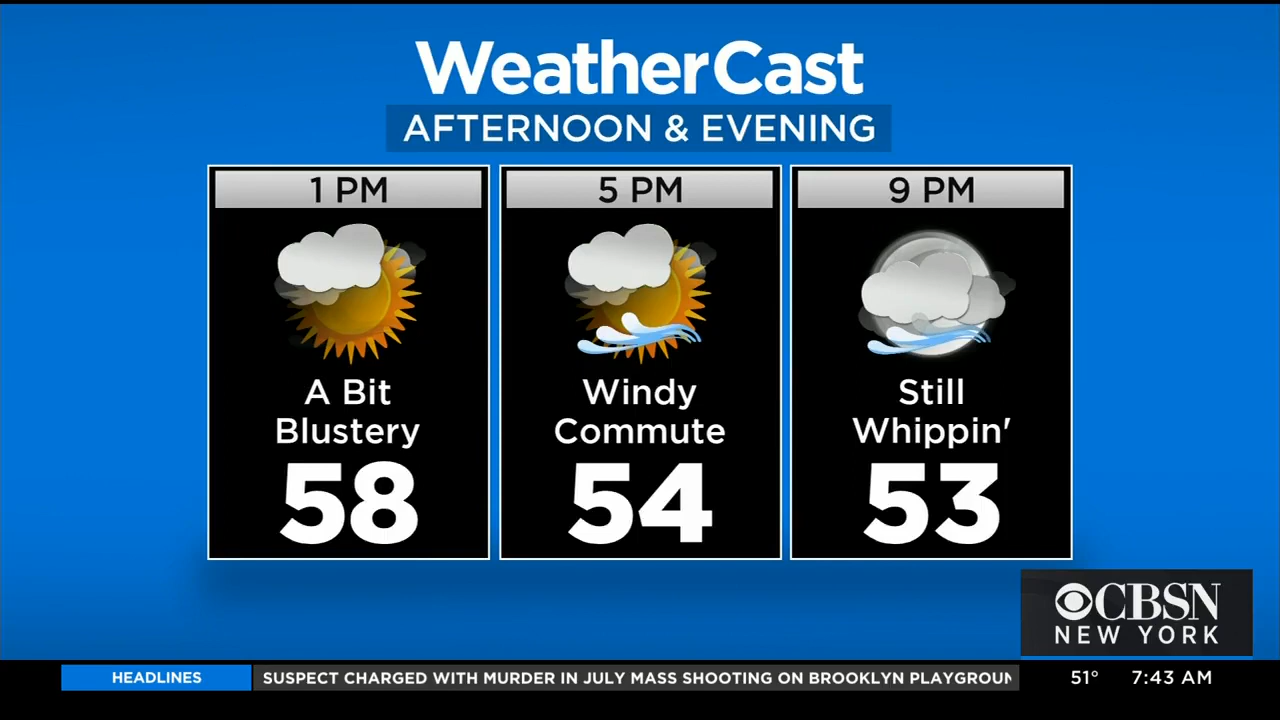 WeatherCast
AFTERNOON & EVENING
1 PM
A Bit
Blustery
58
5 PM
Windy
Commute
54
9 PM
Still
Whippin'
53
CBSN
NEW YORK
HEADLINES
SUSPECT CHARGED WITH MURDER IN JULY MASS SHOOTING ON BROOKLYN PLAYGROUN
51° 7:43 AM